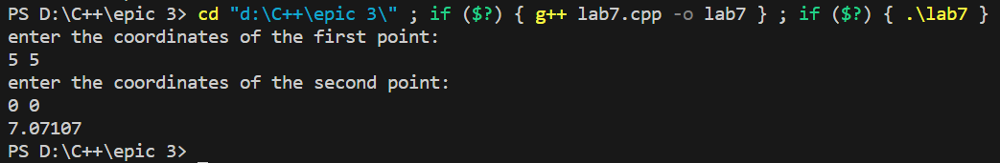 PS D:\C++\epic 3> cd "d:\C++\epic 3\" ; if ($?) { g++ lab7.cpp -o lab7 } ; if ($?) { .\lab7 }
enter the coordinates of the first point:
5 5
enter the coordinates of the second point:
0 0
7.07107
PS D:\C++\epic 3>